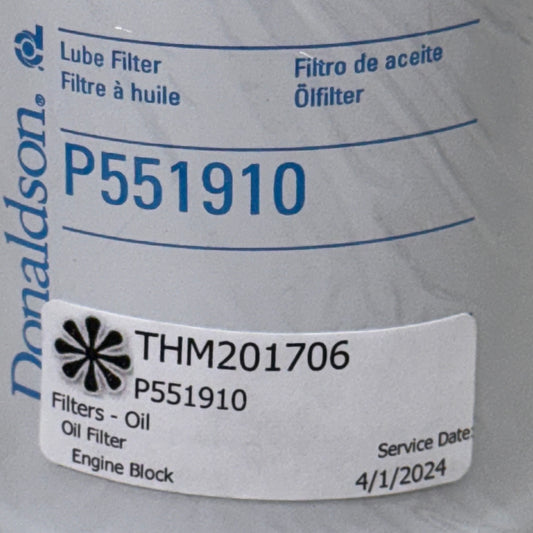 Donaldson®
Lube Filter
Filtre à huile
Filtro de aceite
Ölfilter
P551910
THM201706
P551910
Filters - Oil
Oil Filter
Engine Block
Service Date:
4/1/2024